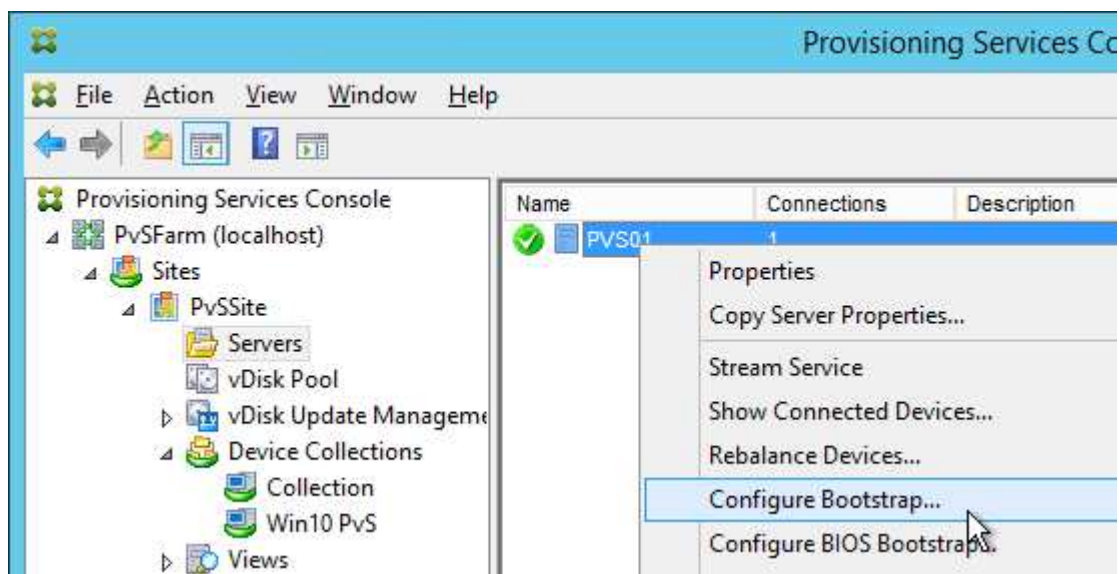 Provisioning Services Co
File Action View Window Help
Provisioning Services Console
PvSFarm (localhost)
Sites
PvSSite
Servers
vDisk Pool
vDisk Update Manageme
Device Collections
Collection
Win10 PvS
Views
Name Connections Description
PVS01 1
Properties
Copy Server Properties...
Stream Service
Show Connected Devices...
Rebalance Devices...
Configure Bootstrap...
Configure BIOS Bootstrap...